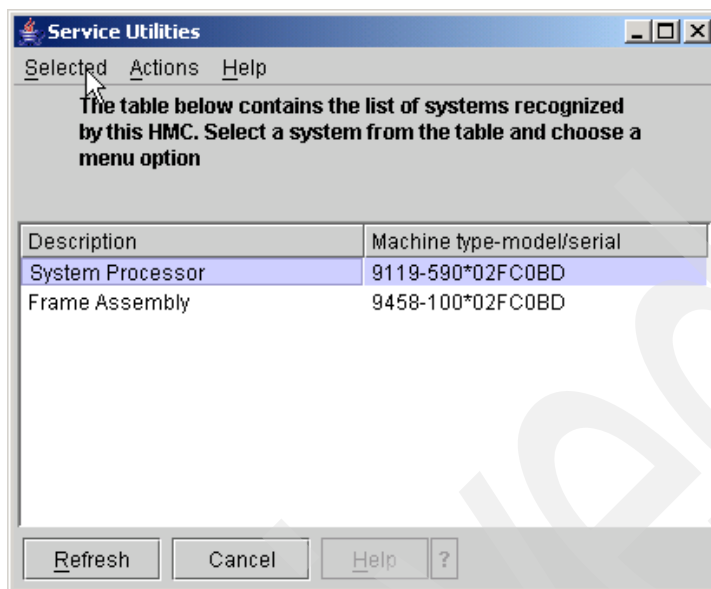 Service Utilities
Selected Actions Help
The table below contains the list of systems recognized
by this HMC. Select a system from the table and choose a
menu option
Description Machine type-model/serial
System Processor 9119-590*02FC0BD
Frame Assembly 9458-100*02FC0BD
Refresh Cancel Help ?